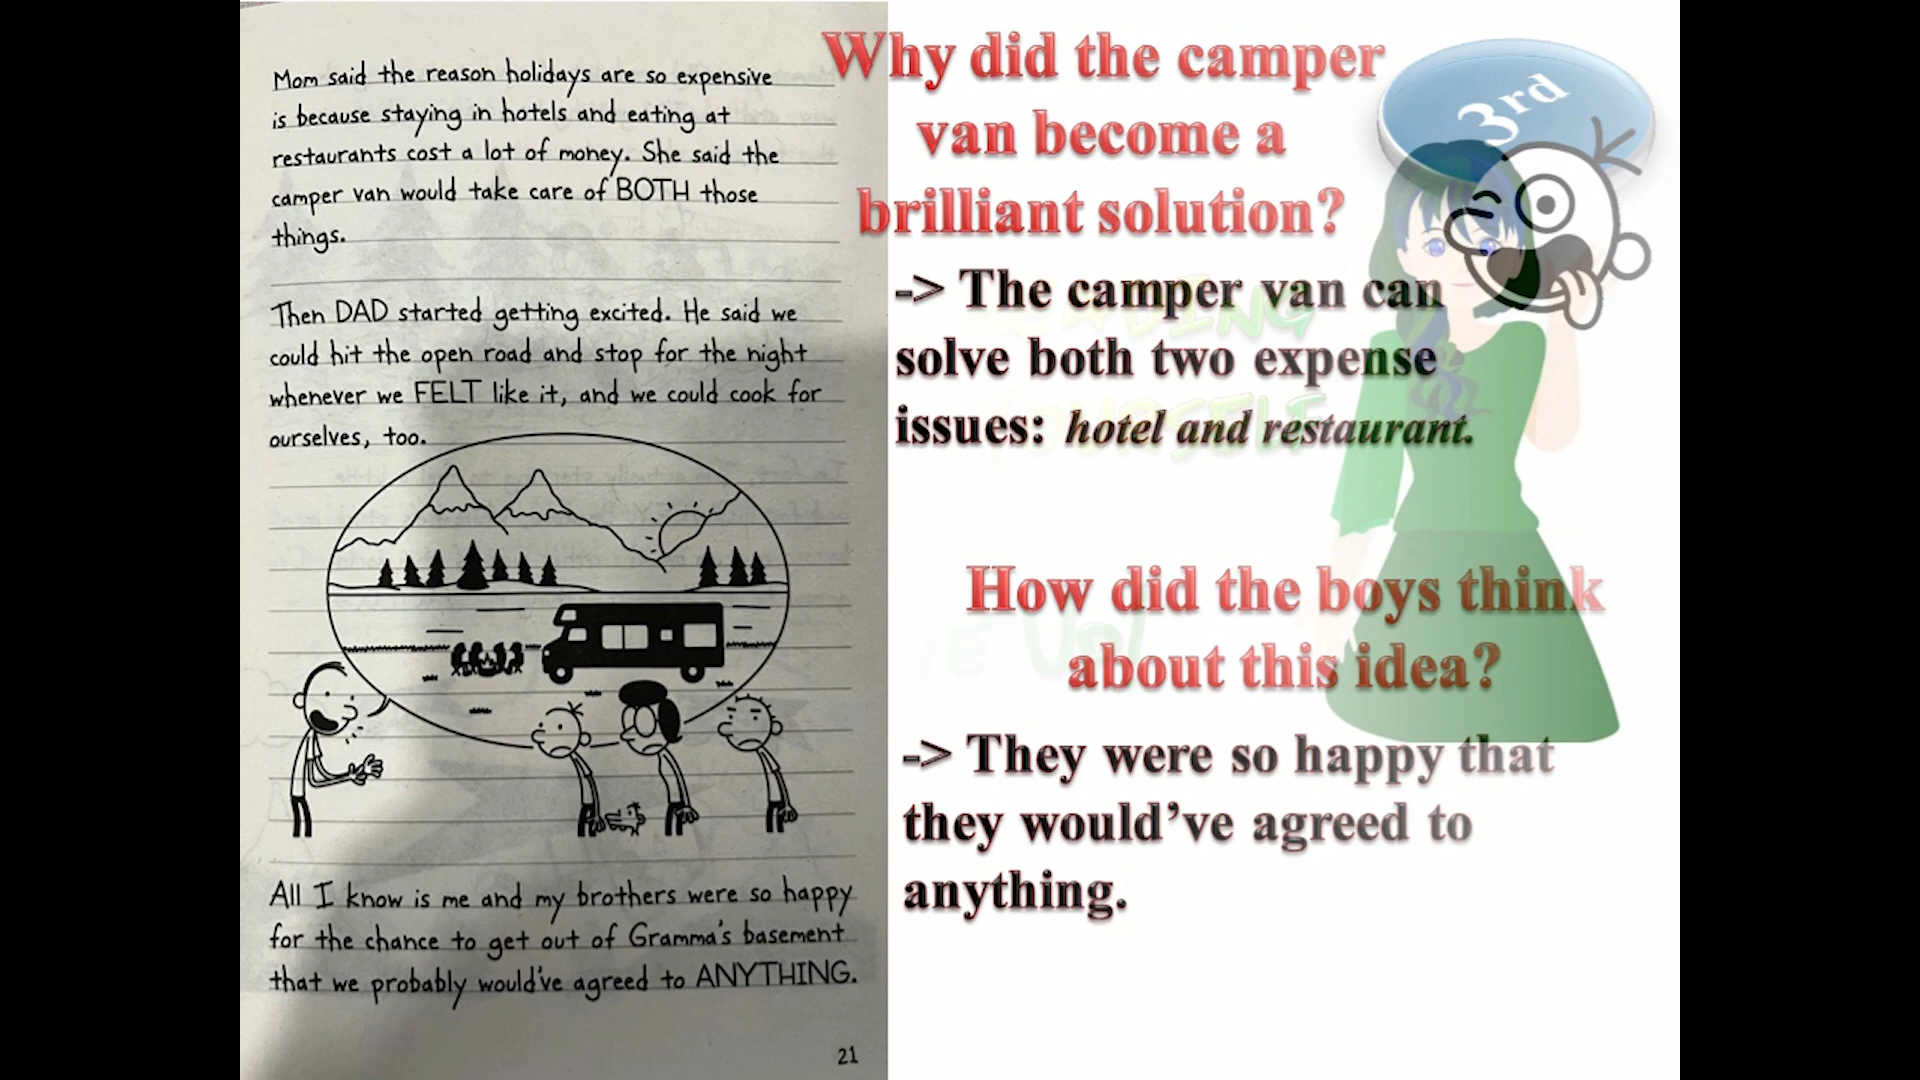 Mom said the reason holidays are so expensive
is because staying in hotels and eating at
restaurants cost a lot of money. She said the
camper van would take care of BOTH those
things.
Then DAD started getting excited. He said we
could hit the open road and stop for the night
whenever we FELT like it, and we could cook for
ourselves, too.
All I know is me and my brothers were so happy
for the chance to get out of Gramma's basement
that we probably would've agreed to ANYTHING.
21
Why did the camper
van become a
brilliant solution?
-> The camper van can
solve both two expense
issues: hotel and restaurant.
How did the boys think
about this idea?
-> They were so happy that
they would’ve agreed to
anything.
3rd